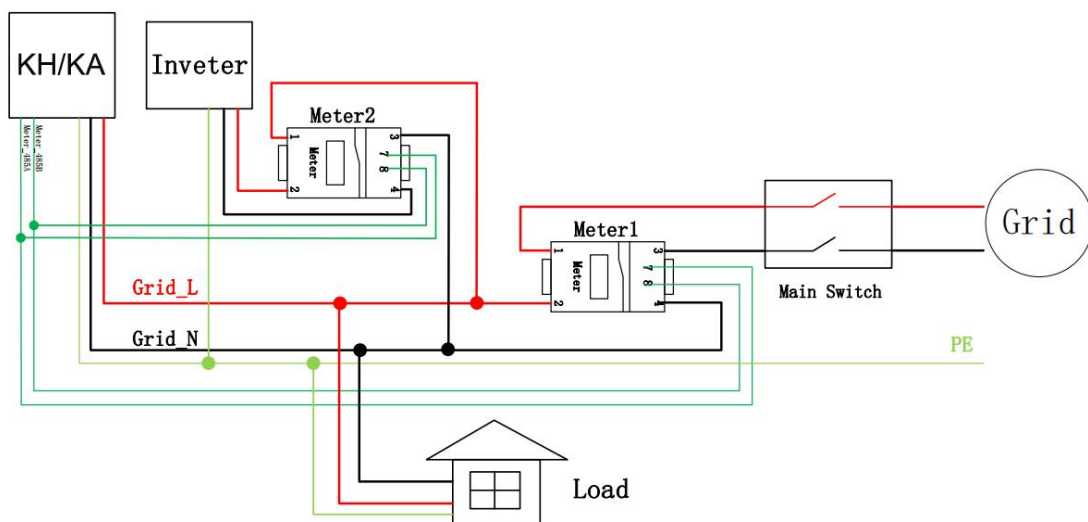 KH/KA
Inveter
Meter_485B
Meter_485A
Meter2
1
3
7
8
2
4
Meter
Meter1
1
3
7
8
2
4
Meter
Grid
Main Switch
Grid_L
Grid_N
PE
Load